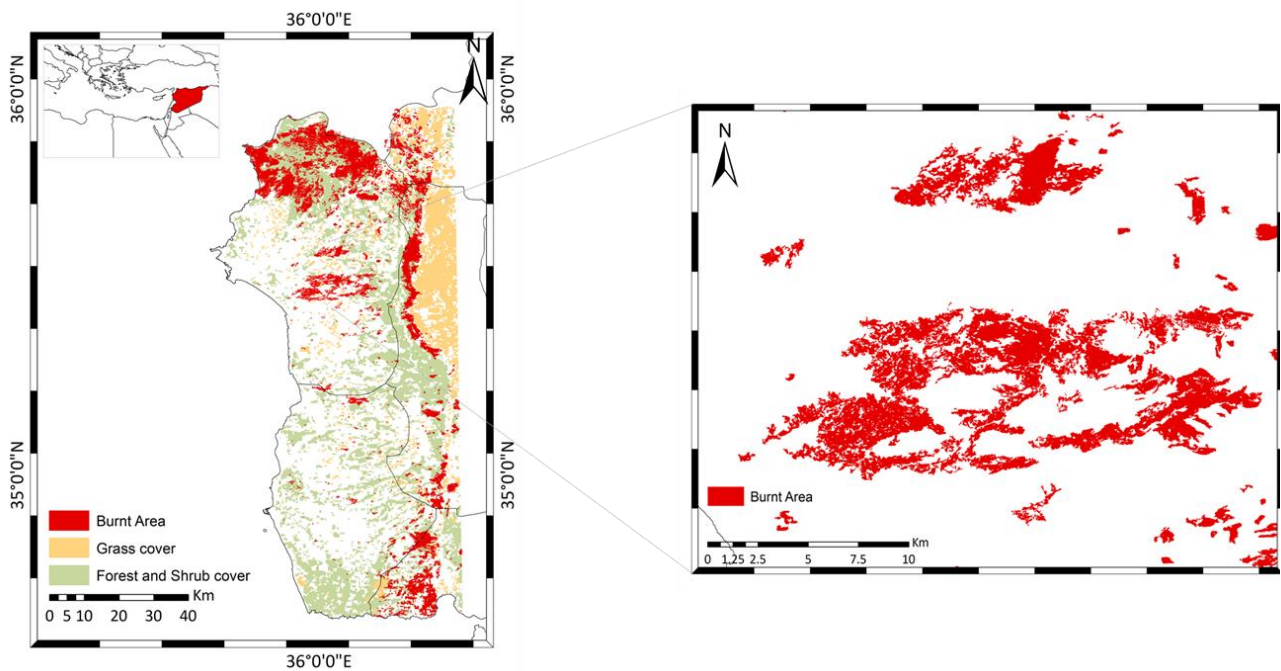 36°0'0"E
N
36°0'0"N
36°0'0"N
35°0'0"N
35°0'0"N
Burnt Area
Grass cover
Forest and Shrub cover
Km
0 5 10 20 30 40
36°0'0"E
N
Burnt Area
Km
0 1,25 2.5 5 7.5 10